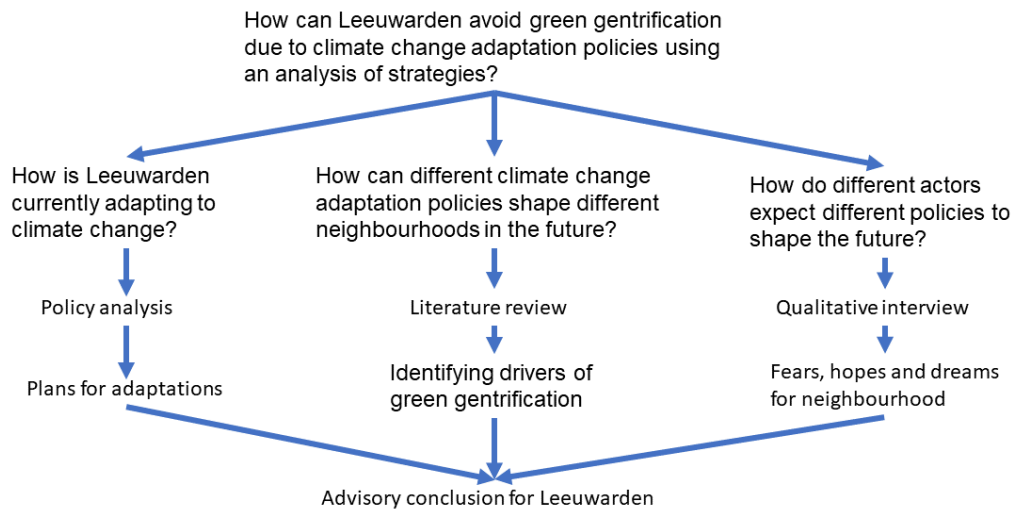 How can Leeuwarden avoid green gentrification
due to climate change adaptation policies using
an analysis of strategies?
How is Leeuwarden
currently adapting to
climate change?
How can different climate change
adaptation policies shape different
neighbourhoods in the future?
How do different actors
expect different policies to
shape the future?
Policy analysis
Literature review
Qualitative interview
Plans for adaptations
Identifying drivers of
green gentrification
Fears, hopes and dreams
for neighbourhood
Advisory conclusion for Leeuwarden